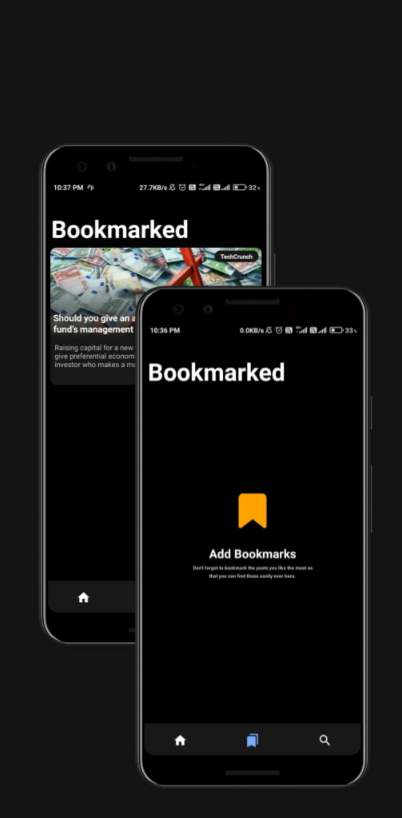 10:37 PM
27.7KB/s
32
Bookmarked
TechCrunch
Should you give an a
fund's management
Raising capital for a new
give preferential econom
investor who makes a ma
10:36 PM
0.0KB/s
33
Bookmarked
Add Bookmarks
Don't forget to bookmark the posts you like the most so
that you can find those easily over here.